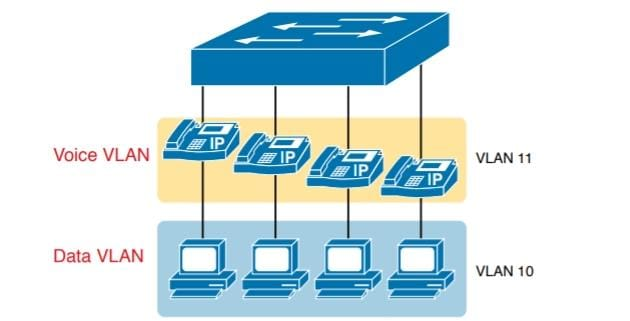 IP
IP
IP
IP
Voice VLAN
VLAN 11
Data VLAN
VLAN 10